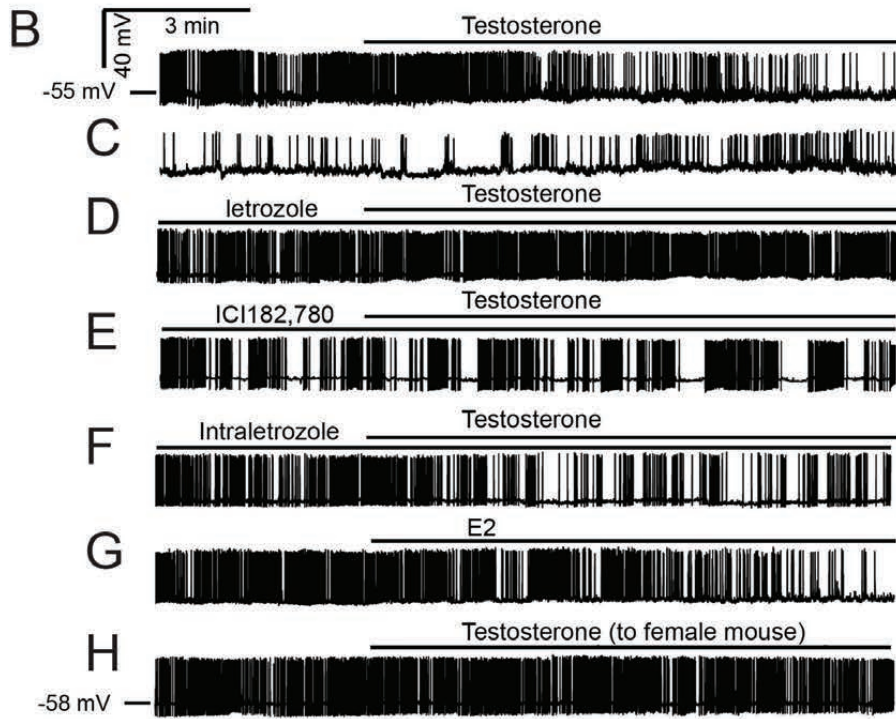 B
3 min
40 mV
Testosterone
-55 mV
C
D
letrozole
Testosterone
E
ICI182,780
Testosterone
F
Intraletrozole
Testosterone
G
E2
H
Testosterone (to female mouse)
-58 mV